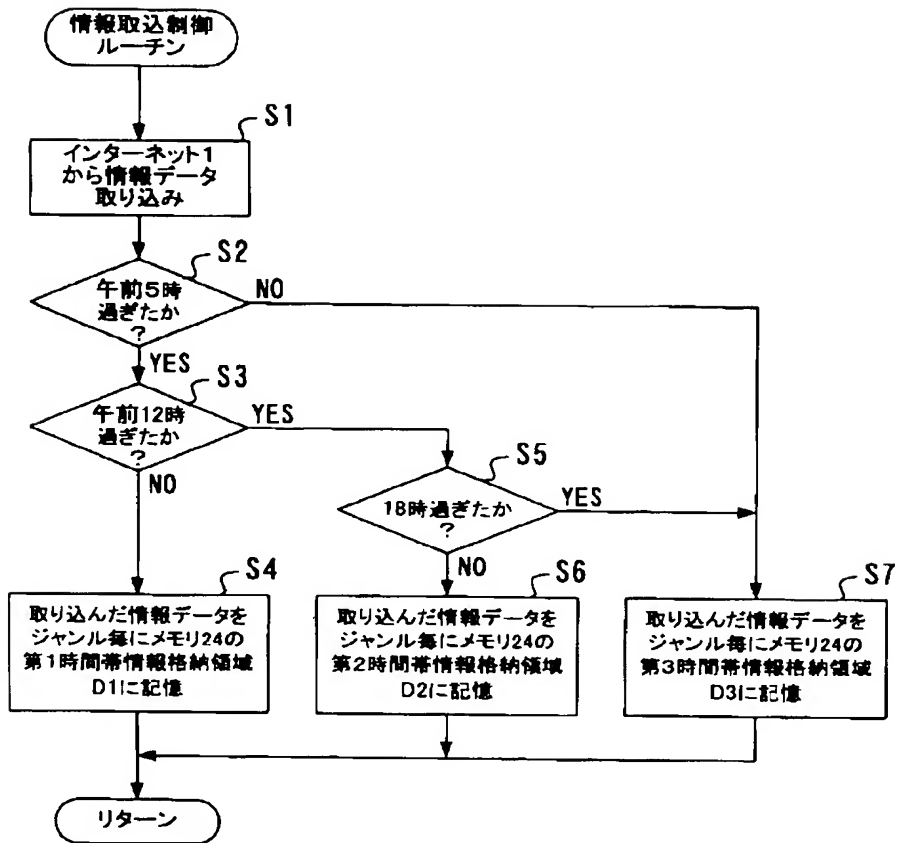 情報取込制御
ルーチン
S1
インターネット1
から情報データ
取り込み
S2
午前5時
過ぎたか
?
NO
YES
S3
午前12時
過ぎたか
?
YES
NO
S5
18時過ぎたか
?
YES
NO
S4
取り込んだ情報データを
ジャンル毎にメモリ24の
第1時間帯情報格納領域
D1に記憶
S6
取り込んだ情報データを
ジャンル毎にメモリ24の
第2時間帯情報格納領域
D2に記憶
S7
取り込んだ情報データを
ジャンル毎にメモリ24の
第3時間帯情報格納領域
D3に記憶
リターン